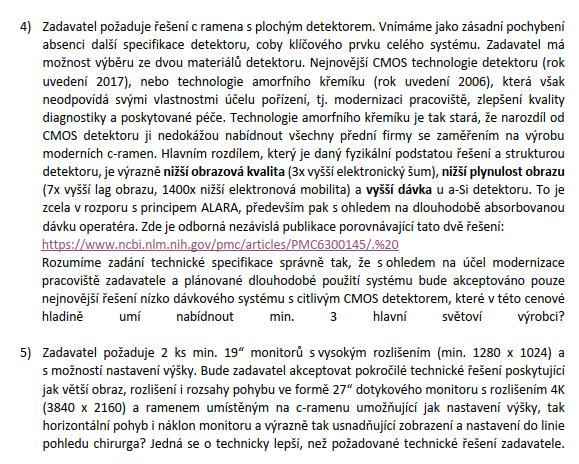 4) Zadavatel požaduje řešení c ramena s plochým detektorem. Vnímáme jako zásadní pochybení
absenci další specifikace detektoru, coby klíčového prvku celého systému. Zadavatel má
možnost výběru ze dvou materiálů detektoru. Nejnovější CMOS technologie detektoru (rok
uvedení 2017), nebo technologie amorfního křemíku (rok uvedení 2006), která však
neodpovídá svými vlastnostmi účelu pořízení, tj. modernizaci pracoviště, zlepšení kvality
diagnostiky a poskytované péče. Technologie amorfního křemíku je tak stará, že narozdíl od
CMOS detektoru ji nedokážou nabídnout všechny přední firmy se zaměřením na výrobu
moderních c-ramen. Hlavním rozdílem, který je daný fyzikální podstatou řešení a strukturou
detektoru, je výrazně nižší obrazová kvalita (3x vyšší elektronický šum), nižší plynulost obrazu
(7x vyšší lag obrazu, 1400x nižší elektronová mobilita) a vyšší dávka u a-Si detektoru. To je
zcela v rozporu s principem ALARA, především pak s ohledem na dlouhodobě absorbovanou
dávku operatéra. Zde je odborná nezávislá publikace porovnávající tato dvě řešení:
https://www.ncbi.nlm.nih.gov/pmc/articles/PMC6300145/.%20
Rozumíme zadání technické specifikace správně tak, že s ohledem na účel modernizace
pracoviště zadavatele a plánované dlouhodobé použití systému bude akceptováno pouze
nejnovější řešení nízko dávkového systému s citlivým CMOS detektorem, které v této cenové
hladině umí nabídnout min. 3 hlavní světoví výrobci?
5) Zadavatel požaduje 2 ks min. 19“ monitorů s vysokým rozlišením (min. 1280 x 1024) a
s možností nastavení výšky. Bude zadavatel akceptovat pokročilé technické řešení poskytující
jak větší obraz, rozlišení i rozsahy pohybu ve formě 27“ dotykového monitoru s rozlišením 4K
(3840 x 2160) a ramenem umístěným na c-ramenu umožňující jak nastavení výšky, tak
horizontální pohyb i náklon monitoru a výrazně tak usnadňující zobrazení a nastavení do linie
pohledu chirurga? Jedná se o technicky lepší, než požadované technické řešení zadavatele.